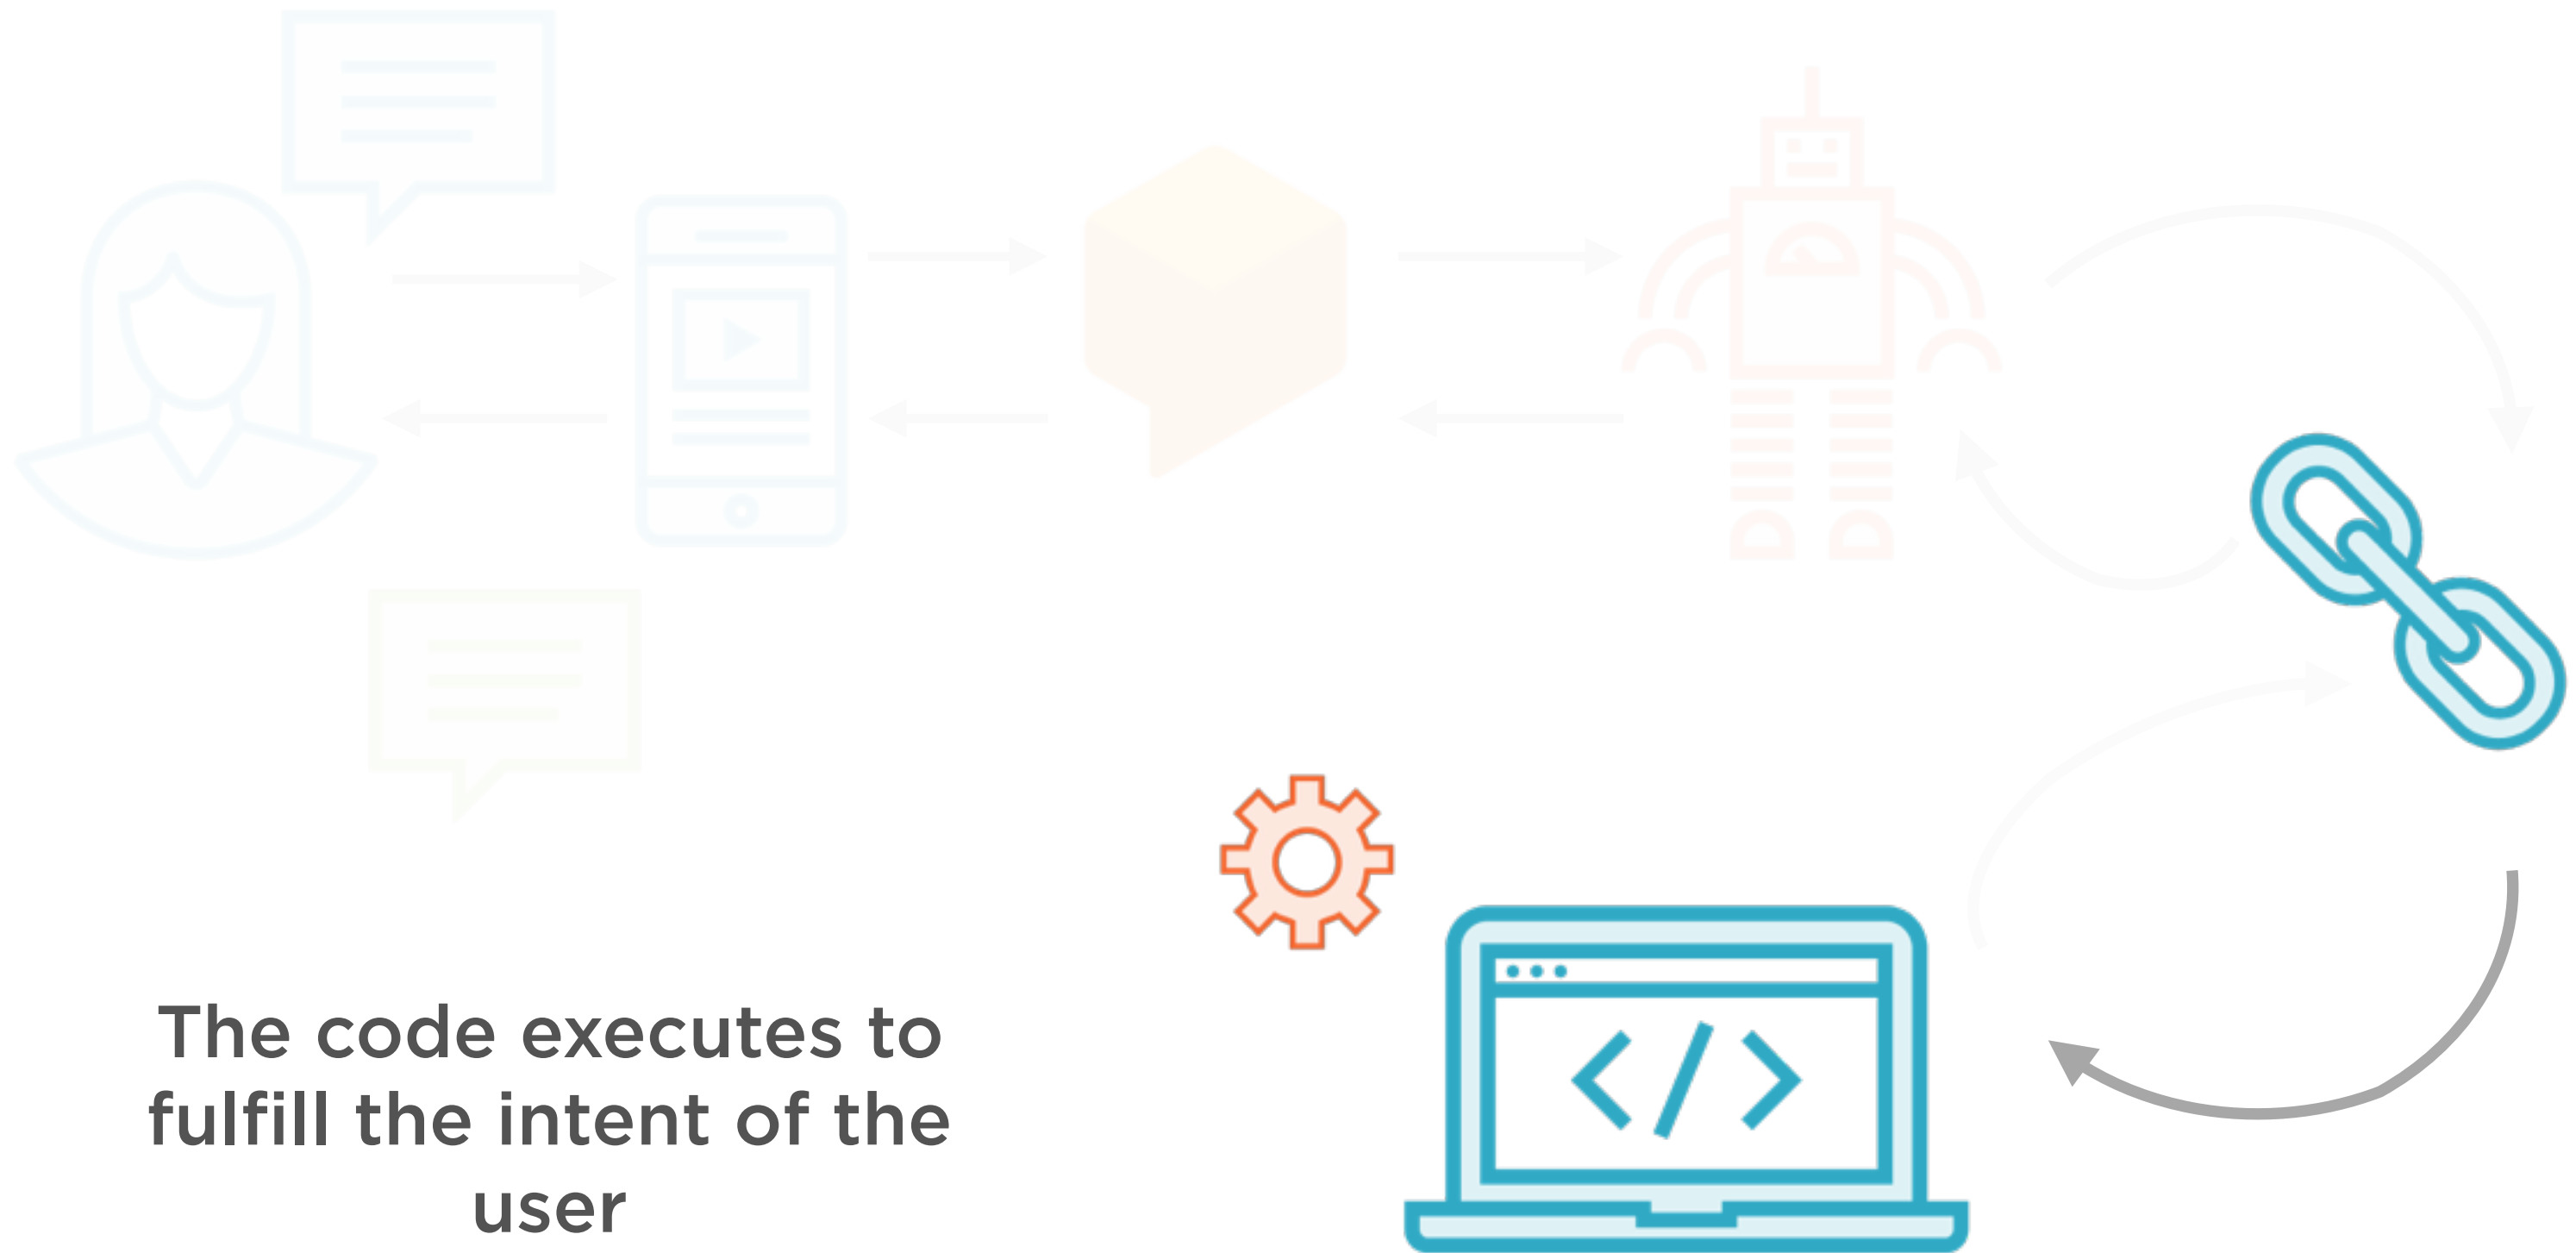 The code executes to
fulfill the intent of the
user